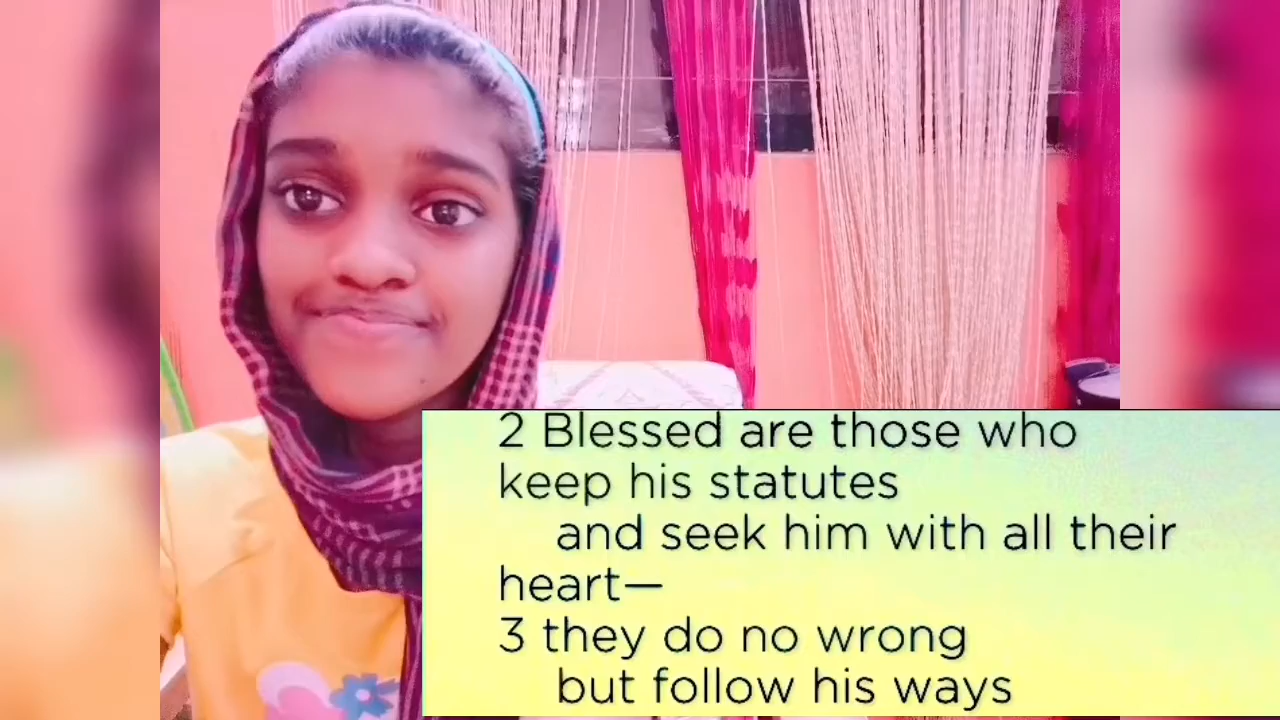 2 Blessed are those who
keep his statutes
and seek him with all their
heart—
3 they do no wrong
but follow his ways